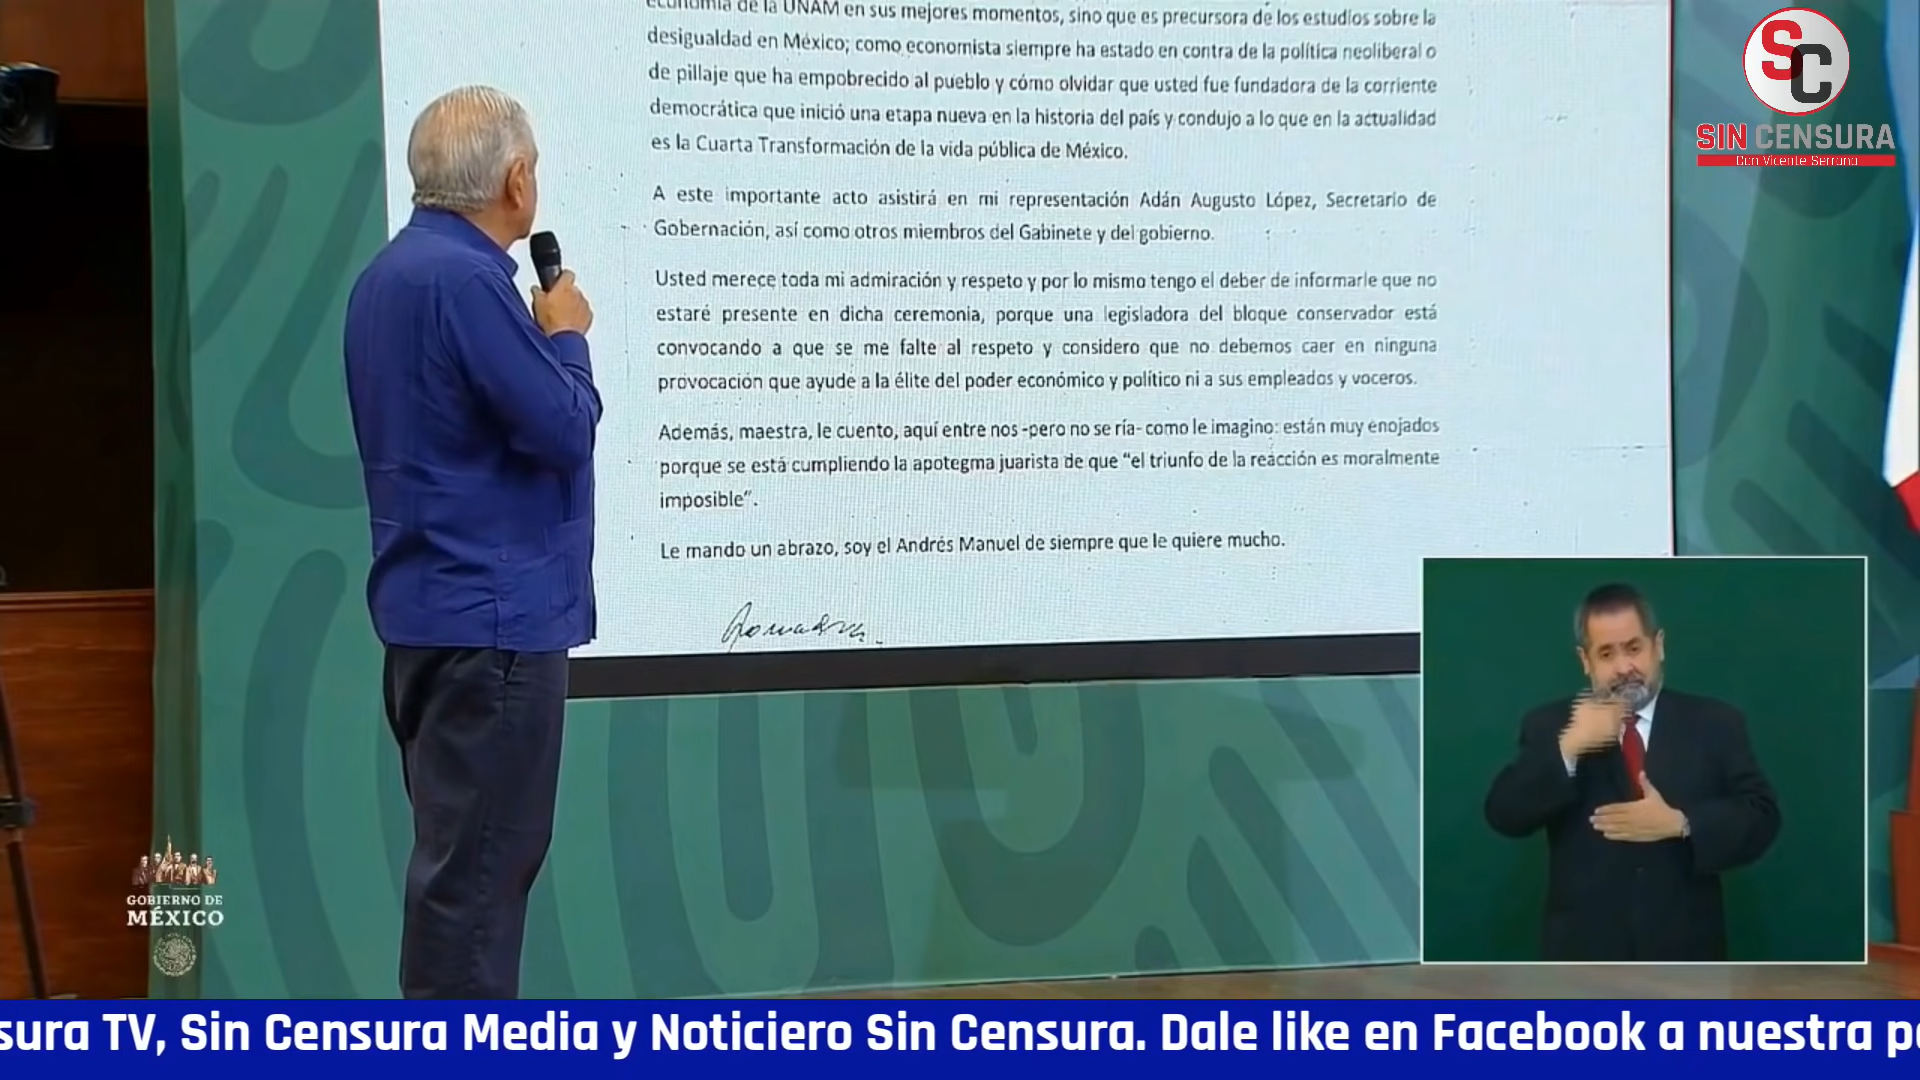 economía de la UNAM en sus mejores momentos, sino que es precursora de los estudios sobre la
desigualdad en México; como economista siempre ha estado en contra de la política neoliberal o
de pillaje que ha empobrecido al pueblo y cómo olvidar que usted fue fundadora de la corriente
democrática que inició una etapa nueva en la historia del país y condujo a lo que en la actualidad
es la Cuarta Transformación de la vida pública de México.
A este importante acto asistirá en mi representación Adán Augusto López, Secretario de
Gobernación, así como otros miembros del Gabinete y del gobierno.
Usted merece toda mi admiración y respeto y por lo mismo tengo el deber de informarle que no
estaré presente en dicha ceremonia, porque una legisladora del bloque conservador está
convocando a que se me falte al respeto y considero que no debemos caer en ninguna
provocación que ayude a la élite del poder económico y político ni a sus empleados y voceros.
Además, maestra, le cuento, aquí entre nos -pero no se ría- como le imagino: están muy enojados
porque se está cumpliendo la apotegma juarista de que “el triunfo de la reacción es moralmente
imposible”.
Le mando un abrazo, soy el Andrés Manuel de siempre que le quiere mucho.
SC
SIN CENSURA
Con Vicente Serrano
GOBIERNO DE
MÉXICO
sura TV, Sin Censura Media y Noticiero Sin Censura. Dale like en Facebook a nuestra